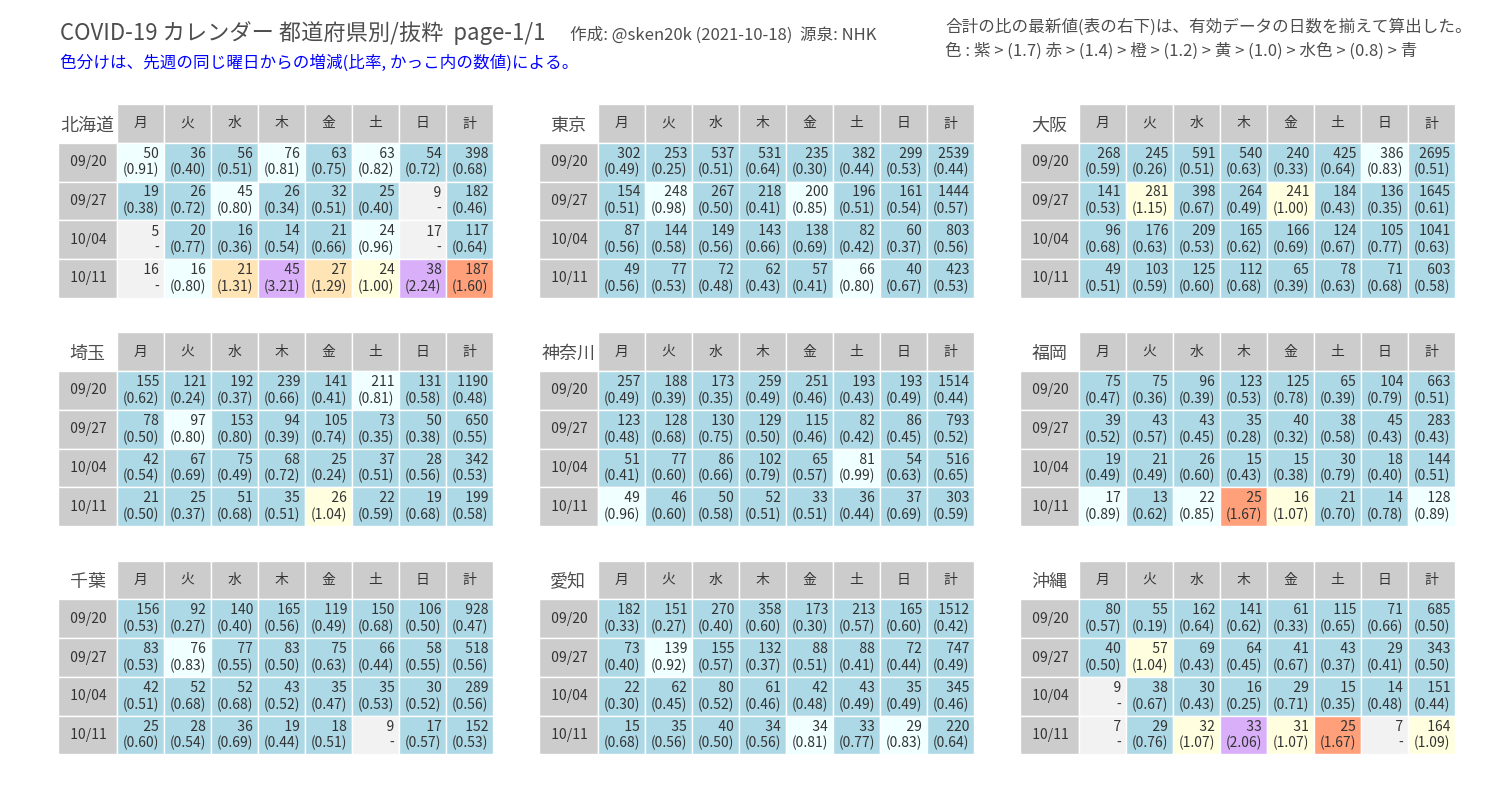 COVID-19 カレンダー 都道府県別/抜粋 page-1/1 作成: @sken20k (2021-10-18) 源泉: NHK
合計の比の最新値(表の右下)は、有効データの日数を揃えて算出した。
色分けは、先週の同じ曜日からの増減(比率, かっこ内の数値)による。
色 : 紫 > (1.7) 赤 > (1.4) 橙 > (1.2) 黄 > (1.0) > 水色 > (0.8) > 青
北海道 月 火 水 木 金 土 日 計
09/20 50 36 56 76 63 63 54 398
(0.91) (0.40) (0.51) (0.81) (0.75) (0.82) (0.72) (0.68)
09/27 19 26 45 26 32 25 9 182
(0.38) (0.72) (0.80) (0.34) (0.51) (0.40) - (0.46)
10/04 5 20 16 14 21 24 17 117
- (0.77) (0.36) (0.54) (0.66) (0.96) - (0.64)
10/11 16 16 21 45 27 24 38 187
- (0.80) (1.31) (3.21) (1.29) (1.00) (2.24) (1.60)
東京 月 火 水 木 金 土 日 計
09/20 302 253 537 531 235 382 299 2539
(0.49) (0.25) (0.51) (0.64) (0.30) (0.44) (0.53) (0.44)
09/27 154 248 267 218 200 196 161 1444
(0.51) (0.98) (0.50) (0.41) (0.85) (0.51) (0.54) (0.57)
10/04 87 144 149 143 138 82 60 803
(0.56) (0.58) (0.56) (0.66) (0.69) (0.42) (0.37) (0.56)
10/11 49 77 72 62 57 66 40 423
(0.56) (0.53) (0.48) (0.43) (0.41) (0.80) (0.67) (0.53)
大阪 月 火 水 木 金 土 日 計
09/20 268 245 591 540 240 425 386 2695
(0.59) (0.26) (0.51) (0.63) (0.33) (0.64) (0.83) (0.51)
09/27 141 281 398 264 241 184 136 1645
(0.53) (1.15) (0.67) (0.49) (1.00) (0.43) (0.35) (0.61)
10/04 96 176 209 165 166 124 105 1041
(0.68) (0.63) (0.53) (0.62) (0.69) (0.67) (0.77) (0.63)
10/11 49 103 125 112 65 78 71 603
(0.51) (0.59) (0.60) (0.68) (0.39) (0.63) (0.68) (0.58)
埼玉 月 火 水 木 金 土 日 計
09/20 155 121 192 239 141 211 131 1190
(0.62) (0.24) (0.37) (0.66) (0.41) (0.81) (0.58) (0.48)
09/27 78 97 153 94 105 73 50 650
(0.50) (0.80) (0.80) (0.39) (0.74) (0.35) (0.38) (0.55)
10/04 42 67 75 68 25 37 28 342
(0.54) (0.69) (0.49) (0.72) (0.24) (0.51) (0.56) (0.53)
10/11 21 25 51 35 26 22 19 199
(0.50) (0.37) (0.68) (0.51) (1.04) (0.59) (0.68) (0.58)
神奈川 月 火 水 木 金 土 日 計
09/20 257 188 173 259 251 193 193 1514
(0.49) (0.39) (0.35) (0.49) (0.46) (0.43) (0.49) (0.44)
09/27 123 128 130 129 115 82 86 793
(0.48) (0.68) (0.75) (0.50) (0.46) (0.42) (0.45) (0.52)
10/04 51 77 86 102 65 81 54 516
(0.41) (0.60) (0.66) (0.79) (0.57) (0.99) (0.63) (0.65)
10/11 49 46 50 52 33 36 37 303
(0.96) (0.60) (0.58) (0.51) (0.51) (0.44) (0.69) (0.59)
福岡 月 火 水 木 金 土 日 計
09/20 75 75 96 123 125 65 104 663
(0.47) (0.36) (0.39) (0.53) (0.78) (0.39) (0.79) (0.51)
09/27 39 43 43 35 40 38 45 283
(0.52) (0.57) (0.45) (0.28) (0.32) (0.58) (0.43) (0.43)
10/04 19 21 26 15 15 30 18 144
(0.49) (0.49) (0.60) (0.43) (0.38) (0.79) (0.40) (0.51)
10/11 17 13 22 25 16 21 14 128
(0.89) (0.62) (0.85) (1.67) (1.07) (0.70) (0.78) (0.89)
千葉 月 火 水 木 金 土 日 計
09/20 156 92 140 165 119 150 106 928
(0.53) (0.27) (0.40) (0.56) (0.49) (0.68) (0.50) (0.47)
09/27 83 76 77 83 75 66 58 518
(0.53) (0.83) (0.55) (0.50) (0.63) (0.44) (0.55) (0.56)
10/04 42 52 52 43 35 35 30 289
(0.51) (0.68) (0.68) (0.52) (0.47) (0.53) (0.52) (0.56)
10/11 25 28 36 19 18 9 17 152
(0.60) (0.54) (0.69) (0.44) (0.51) - (0.57) (0.53)
愛知 月 火 水 木 金 土 日 計
09/20 182 151 270 358 173 213 165 1512
(0.33) (0.27) (0.40) (0.60) (0.30) (0.57) (0.60) (0.42)
09/27 73 139 155 132 88 88 72 747
(0.40) (0.92) (0.57) (0.37) (0.51) (0.41) (0.44) (0.49)
10/04 22 62 80 61 42 43 35 345
(0.30) (0.45) (0.52) (0.46) (0.48) (0.49) (0.49) (0.46)
10/11 15 35 40 34 34 33 29 220
(0.68) (0.56) (0.50) (0.56) (0.81) (0.77) (0.83) (0.64)
沖縄 月 火 水 木 金 土 日 計
09/20 80 55 162 141 61 115 71 685
(0.57) (0.19) (0.64) (0.62) (0.33) (0.65) (0.66) (0.50)
09/27 40 57 69 64 41 43 29 343
(0.50) (1.04) (0.43) (0.45) (0.67) (0.37) (0.41) (0.50)
10/04 9 38 30 16 29 15 14 151
- (0.67) (0.43) (0.25) (0.71) (0.35) (0.48) (0.44)
10/11 7 29 32 33 31 25 7 164
- (0.76) (1.07) (2.06) (1.07) (1.67) - (1.09)